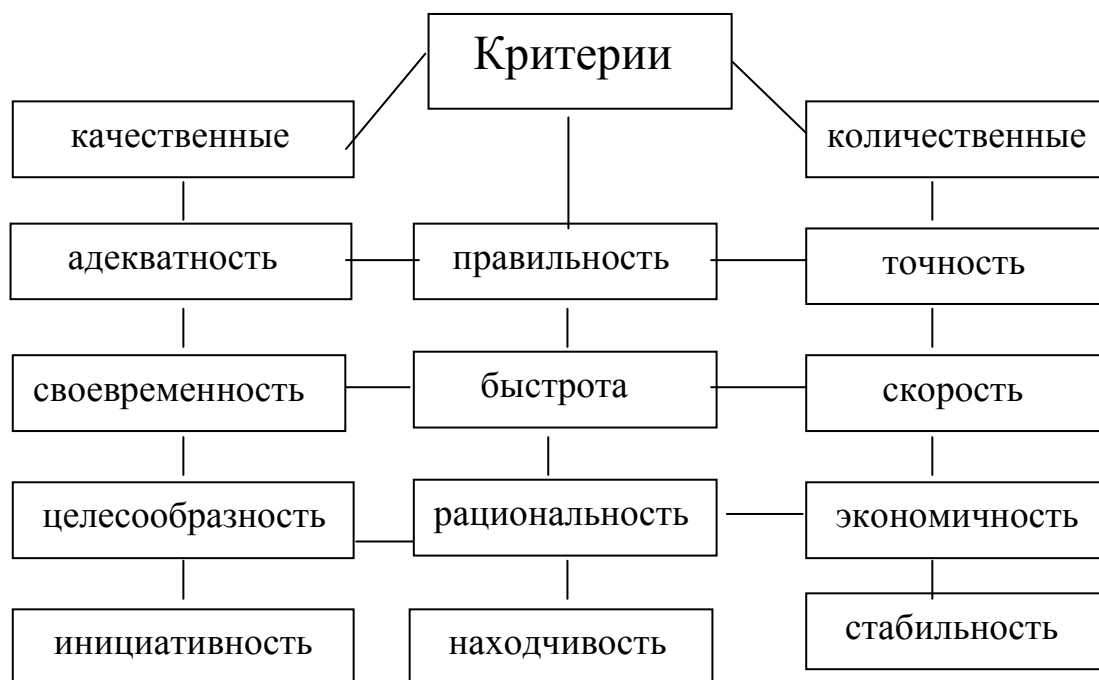 Критерии
качественные
количественные
адекватность
правильность
точность
своевременность
быстрота
скорость
целесообразность
рациональность
экономичность
инициативность
находчивость
стабильность